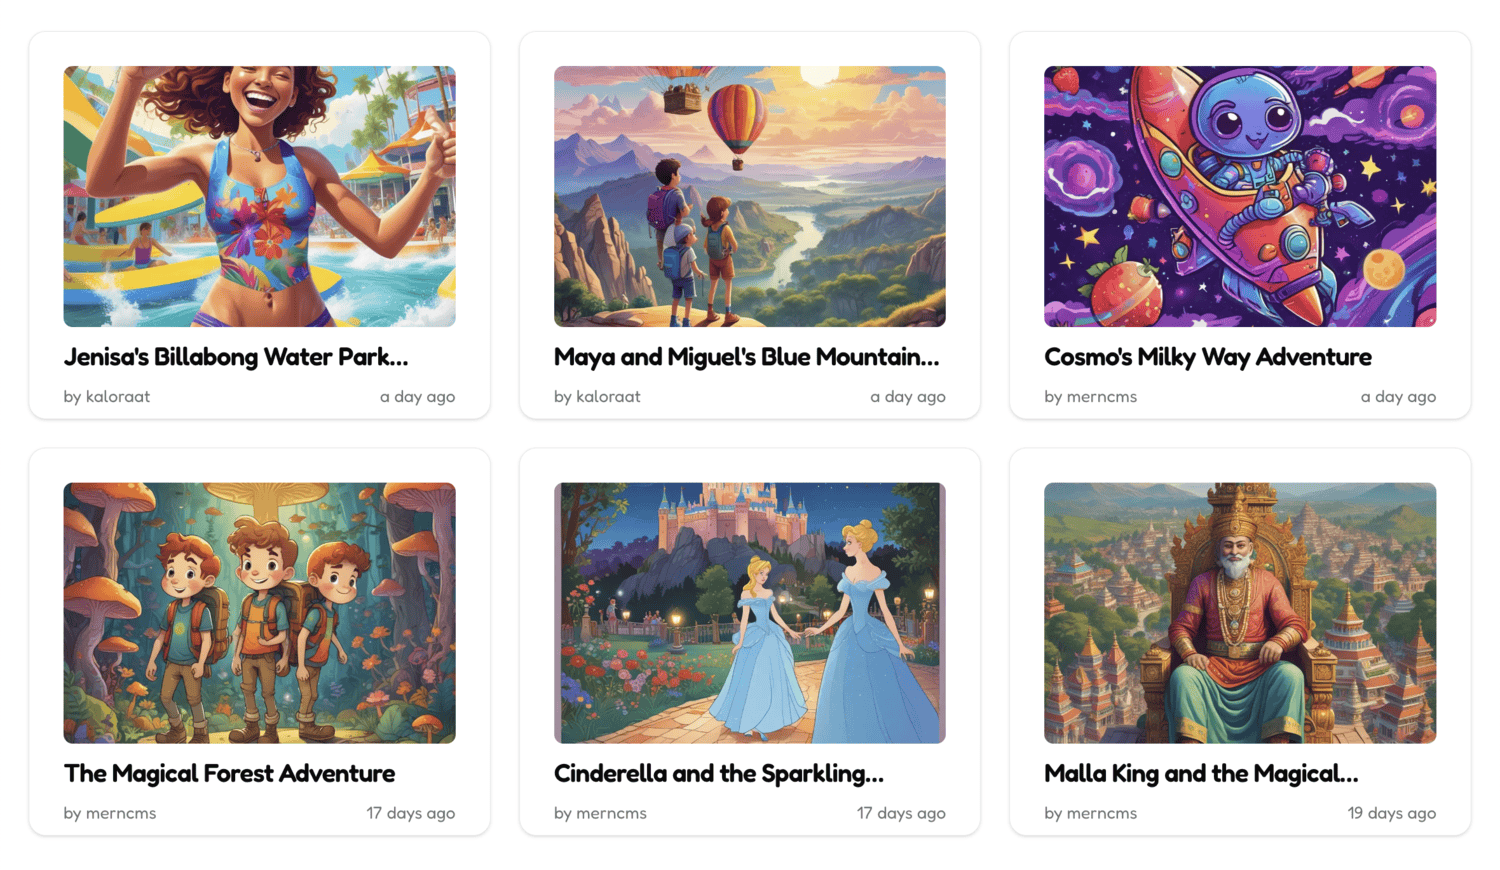 Jenisa's Billabong Water Park...
by kaloraat a day ago
Maya and Miguel's Blue Mountain...
by kaloraat a day ago
Cosmo's Milky Way Adventure
by merncms a day ago
The Magical Forest Adventure
by merncms 17 days ago
Cinderella and the Sparkling...
by merncms 17 days ago
Malla King and the Magical...
by merncms 19 days ago